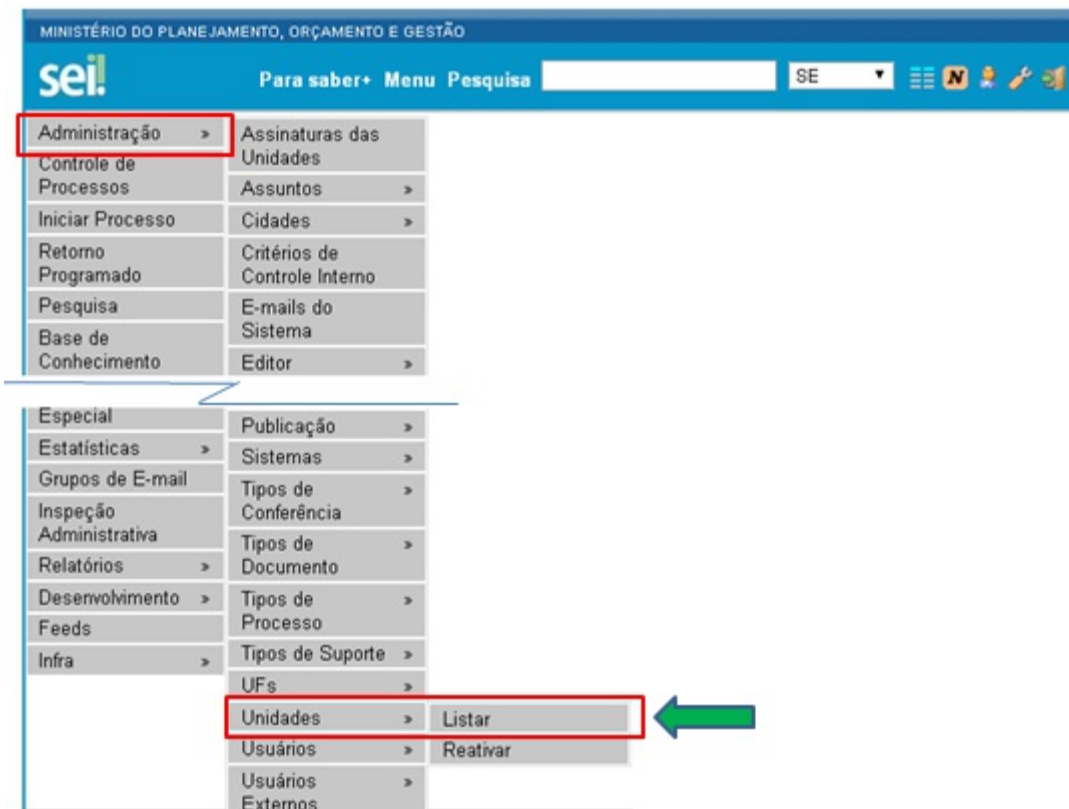 MINISTÉRIO DO PLANEJAMENTO, ORÇAMENTO E GESTÃO
sei!
Para saber+ Menu Pesquisa
SE
N
Administração »
Controle de
Processos
Iniciar Processo
Retorno
Programado
Pesquisa
Base de
Conhecimento
Especial
Estatísticas »
Grupos de E-mail
Inspeção
Administrativa
Relatórios »
Desenvolvimento »
Feeds
Infra »
Assinaturas das
Unidades
Assuntos »
Cidades »
Critérios de
Controle Interno
E-mails do
Sistema
Editor »
Publicação »
Sistemas »
Tipos de »
Conferência
Tipos de »
Documento
Tipos de »
Processo
Tipos de Suporte »
UFs »
Unidades »
Usuários »
Usuários »
Externos
Listar
Reativar